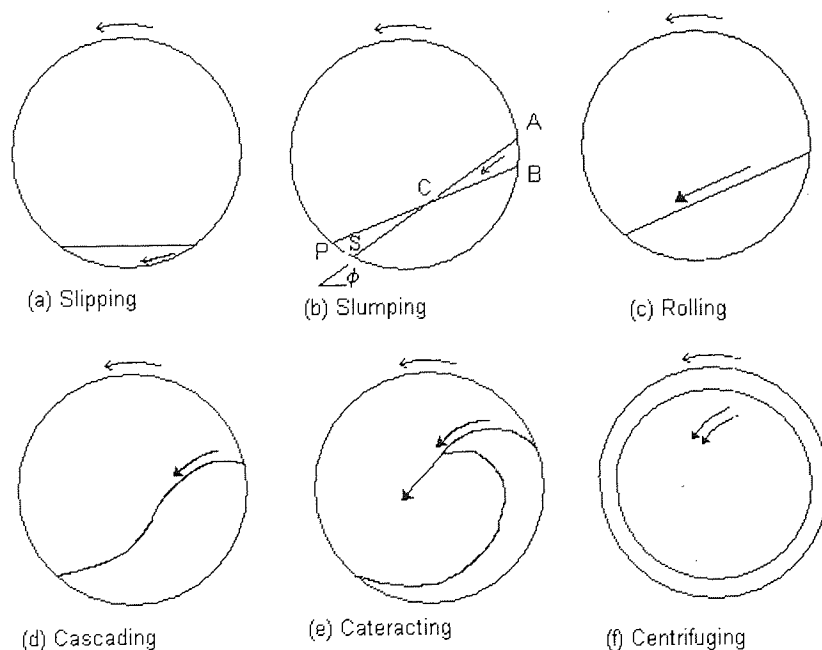 A
B
C
P
S
ϕ
(a) Slipping
(b) Slumping
(c) Rolling
(d) Cascading
(e) Cateracting
(f) Centrifuging